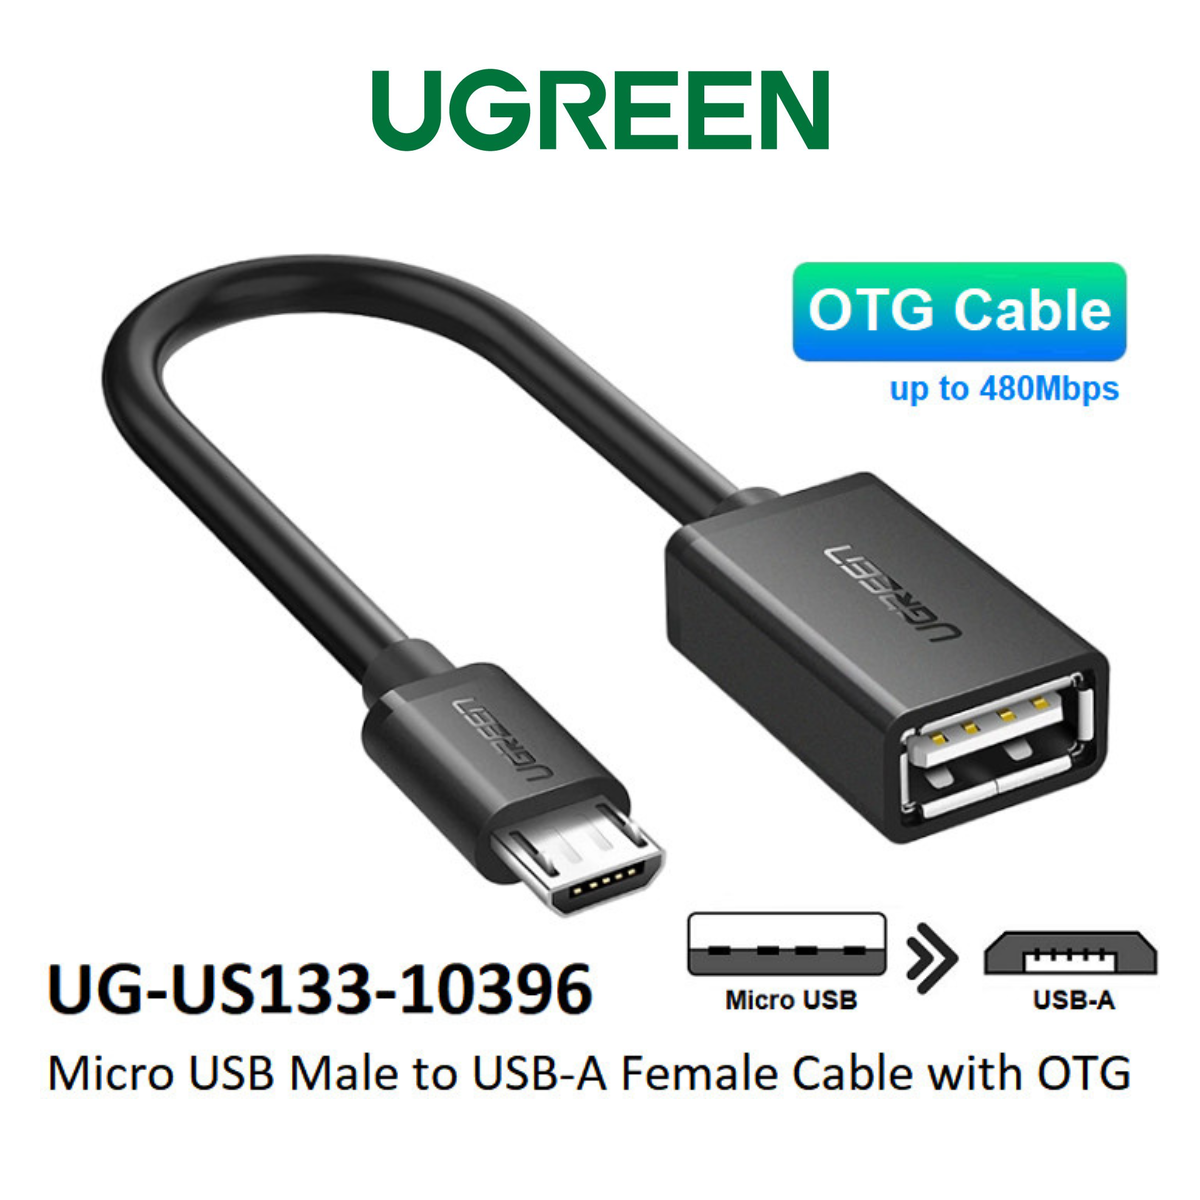 UGREEN
OTG Cable
up to 480Mbps
UGREEN
UGREEN
Micro USB
USB-A
UG-US133-10396
Micro USB Male to USB-A Female Cable with OTG